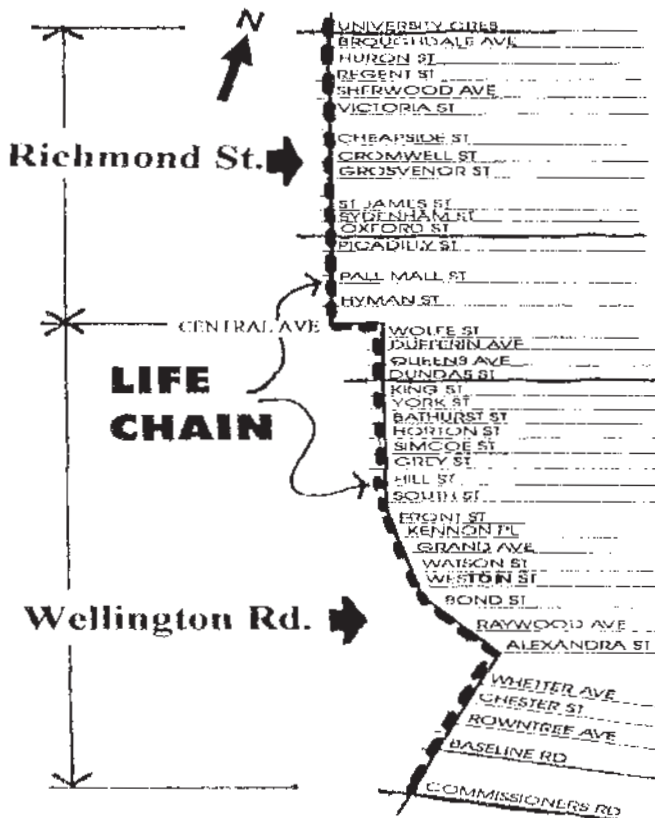 N
UNIVERSITY CRES
BROUGHDALE AVE
HURON ST
REGENT ST
SHERWOOD AVE
VICTORIA ST
CHEAPSIDE ST
Richmond St.
CROMWELL ST
GROSVENOR ST
ST JAMES ST
SYDENHAM ST
OXFORD ST
PICADILLY ST
PALL MALL ST
HYMAN ST
CENTRAL AVE
WOLFE ST
DUFFERIN AVE
QUEENS AVE
LIFE
CHAIN
DUNDAS ST
KING ST
YORK ST
BATHURST ST
HORTON ST
SIMCOE ST
GREY ST
HILL ST
SOUTH ST
FRONT ST
KENNON PL
GRAND AVE
WATSON ST
WESTON ST
BOND ST
Wellington Rd.
RAYWOOD AVE
ALEXANDRA ST
WHETTER AVE
CHESTER ST
ROWNTREE AVE
BASELINE RD
COMMISSIONERS RD